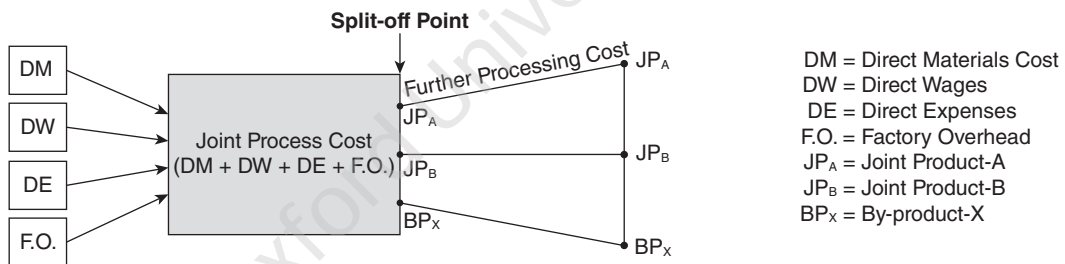 Split-off Point
DM
DW
DE
F.O.
Joint Process Cost
(DM + DW + DE + F.O.)
Further Processing Cost
JPA
JPB
BPX
JPA
JPB
BPX
DM = Direct Materials Cost
DW = Direct Wages
DE = Direct Expenses
F.O. = Factory Overhead
JPA = Joint Product-A
JPB = Joint Product-B
BPX = By-product-X
xford Unive